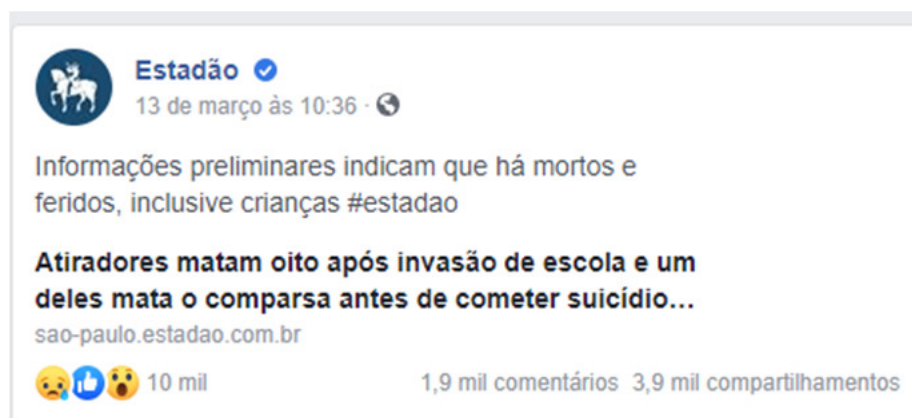 Estadão
13 de março às 10:36 ·
Informações preliminares indicam que há mortos e
feridos, inclusive crianças #estadao
Atiradores matam oito após invasão de escola e um
deles mata o comparsa antes de cometer suicídio...
sao-paulo.estadao.com.br
10 mil 1,9 mil comentários 3,9 mil compartilhamentos